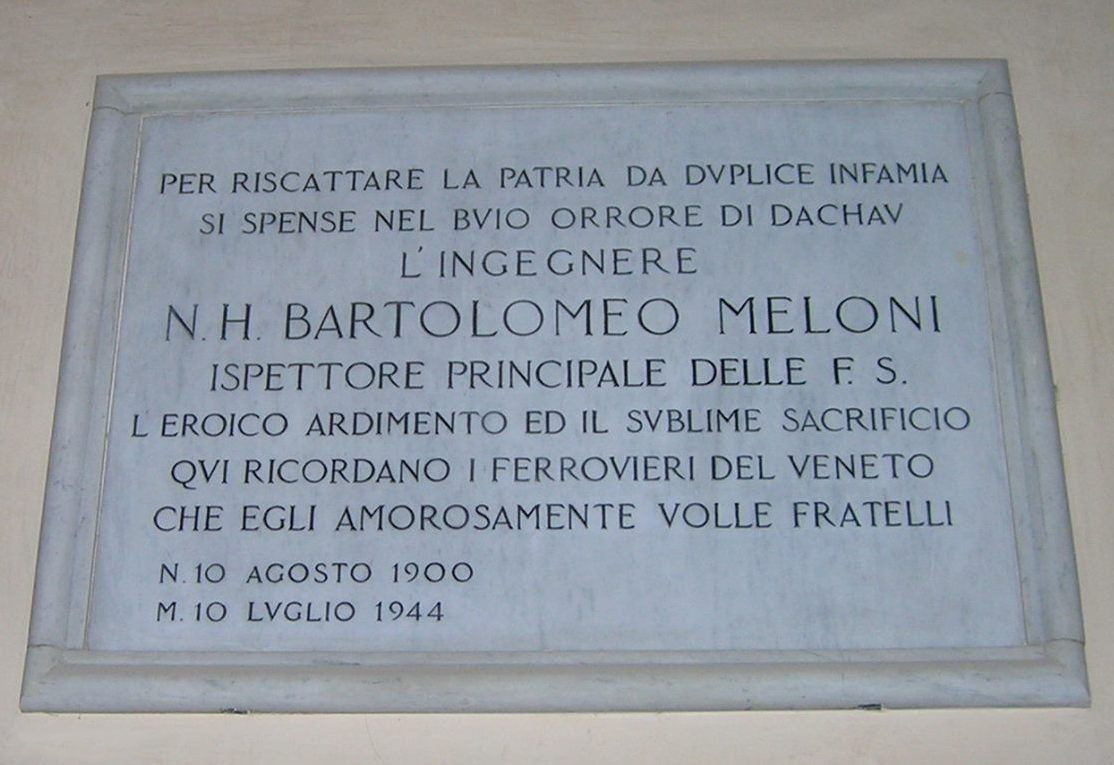 PER RISCATTARE LA PATRIA DA DVPLICE INFAMIA
SI SPENSE NEL BVIO ORRORE DI DACHAV
L'INGEGNERE
N.H. BARTOLOMEO MELONI
ISPETTORE PRINCIPALE DELLE F. S.
L EROICO ARDIMENTO ED IL SVBLIME SACRIFICIO
QVI RICORDANO I FERROVIERI DEL VENETO
CHE EGLI AMOROSAMENTE VOLLE FRATELLI
N. 10 AGOSTO 1900
M. 10 LVGLIO 1944